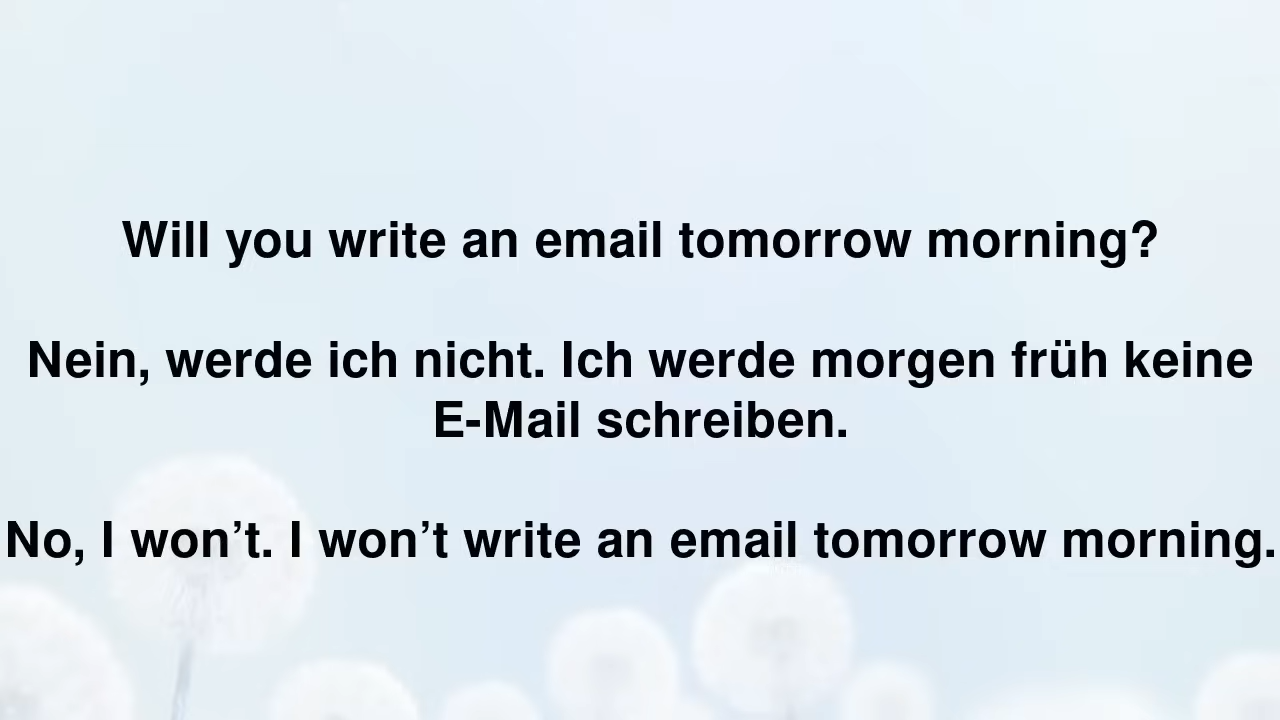 Will you write an email tomorrow morning?
Nein, werde ich nicht. Ich werde morgen früh keine
E-Mail schreiben.
No, I won’t. I won’t write an email tomorrow morning.